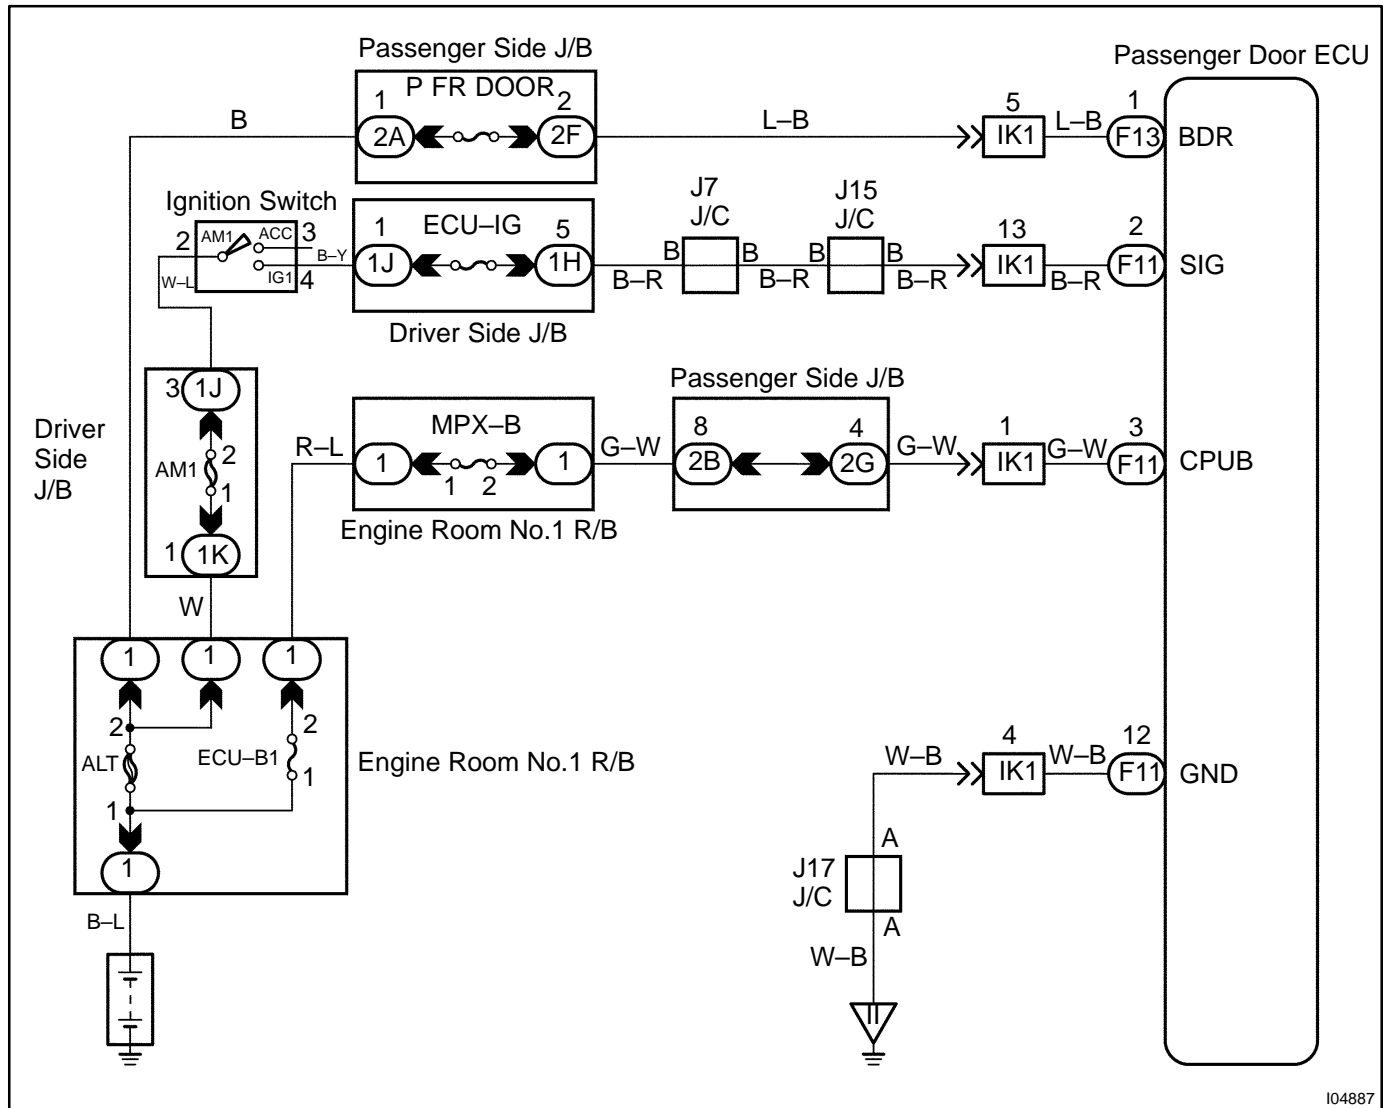 Passenger Side J/B
Passenger Door ECU
1 P FR DOOR 2
B 2A 2F L–B 5 IK1 L–B 1 F13 BDR
Ignition Switch
2 AM1 ACC 3
IG1 4
W–L
B–Y
1 ECU–IG 5
1J 1H
B–R
Driver Side J/B
J7
J/C
B B
B–R
J15
J/C
B B
B–R
13
IK1
B–R
2
F11 SIG
Driver
Side
J/B
3 1J
AM1 2
1
1 1K
W
R–L
MPX–B
1 1
1 2
Engine Room No.1 R/B
G–W
Passenger Side J/B
8 4
2B 2G
G–W
1
IK1
G–W
3
F11 CPUB
1 1 1
2 2
ALT ECU–B1
1 1
1
Engine Room No.1 R/B
B–L
W–B
4
IK1
W–B
12
F11 GND
A
J17
J/C
A
W–B
II
I04887